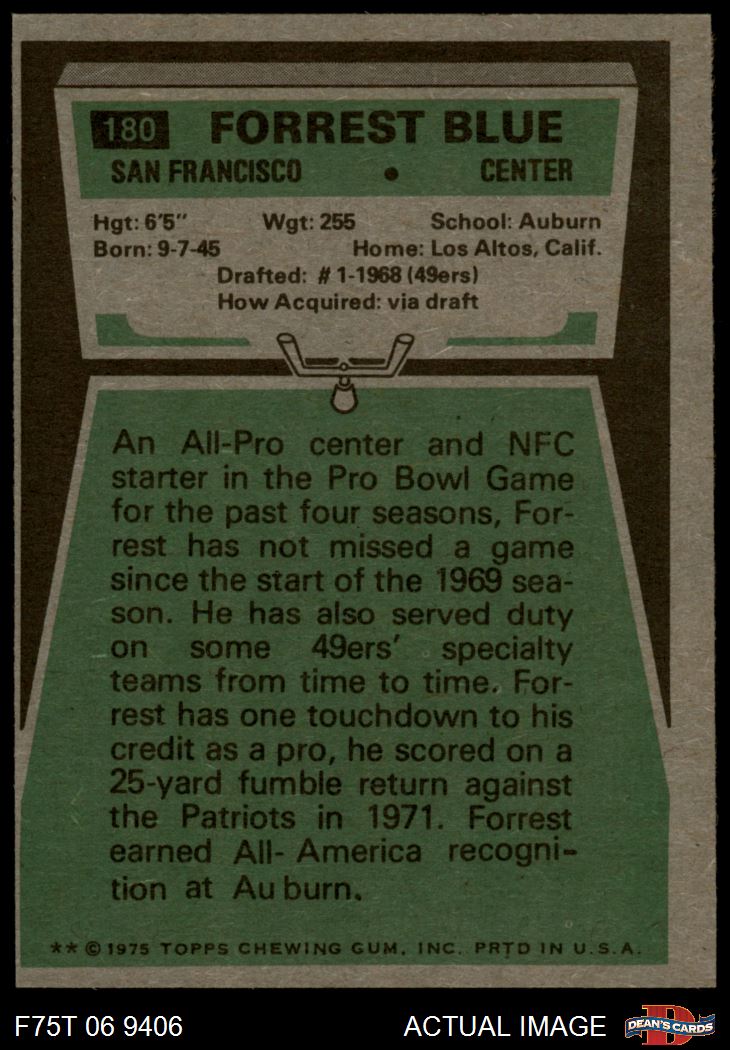 180 FORREST BLUE
SAN FRANCISCO • CENTER
Hgt: 6'5" Wgt: 255 School: Auburn
Born: 9-7-45 Home: Los Altos, Calif.
Drafted: #1-1968 (49ers)
How Acquired: via draft
An All-Pro center and NFC
starter in the Pro Bowl Game
for the past four seasons, For-
rest has not missed a game
since the start of the 1969 sea-
son. He has also served duty
on some 49ers' specialty
teams from time to time. For-
rest has one touchdown to his
credit as a pro, he scored on a
25-yard fumble return against
the Patriots in 1971. Forrest
earned All- America recogni-
tion at Au burn.
** © 1975 TOPPS CHEWING GUM, INC. PRTD IN U.S.A.
F75T 06 9406 ACTUAL IMAGE D DEAN'S CARDS